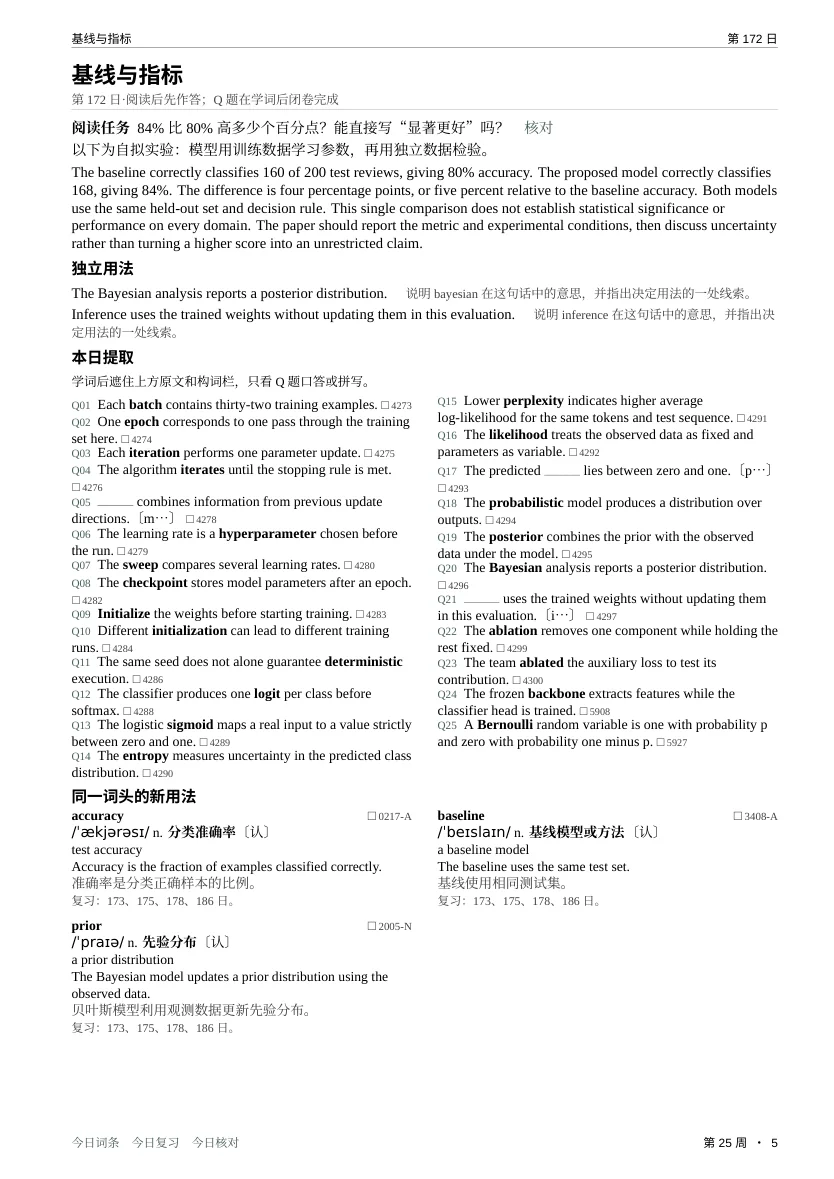 基线与指标
第 172 日
基线与指标
第 172 日·阅读后先作答；Q 题在学词后闭卷完成
阅读任务 84% 比 80% 高多少个百分点？能直接写“显著更好”吗？ 核对
以下为自拟实验：模型用训练数据学习参数，再用独立数据检验。
The baseline correctly classifies 160 of 200 test reviews, giving 80% accuracy. The proposed model correctly classifies
168, giving 84%. The difference is four percentage points, or five percent relative to the baseline accuracy. Both models
use the same held-out set and decision rule. This single comparison does not establish statistical significance or
performance on every domain. The paper should report the metric and experimental conditions, then discuss uncertainty
rather than turning a higher score into an unrestricted claim.
独立用法
The Bayesian analysis reports a posterior distribution. 说明 bayesian 在这句话中的意思，并指出决定用法的一处线索。
Inference uses the trained weights without updating them in this evaluation. 说明 inference 在这句话中的意思，并指出决
定用法的一处线索。
本日提取
学词后遮住上方原文和构词栏，只看 Q 题口答或拼写。
Q01 Each batch contains thirty-two training examples. □ 4273
Q02 One epoch corresponds to one pass through the training
set here. □ 4274
Q03 Each iteration performs one parameter update. □ 4275
Q04 The algorithm iterates until the stopping rule is met.
□ 4276
Q05 _____ combines information from previous update
directions.〔m···〕 □ 4278
Q06 The learning rate is a hyperparameter chosen before
the run. □ 4279
Q07 The sweep compares several learning rates. □ 4280
Q08 The checkpoint stores model parameters after an epoch.
□ 4282
Q09 Initialize the weights before starting training. □ 4283
Q10 Different initialization can lead to different training
runs. □ 4284
Q11 The same seed does not alone guarantee deterministic
execution. □ 4286
Q12 The classifier produces one logit per class before
softmax. □ 4288
Q13 The logistic sigmoid maps a real input to a value strictly
between zero and one. □ 4289
Q14 The entropy measures uncertainty in the predicted class
distribution. □ 4290
Q15 Lower perplexity indicates higher average
log-likelihood for the same tokens and test sequence. □ 4291
Q16 The likelihood treats the observed data as fixed and
parameters as variable. □ 4292
Q17 The predicted _____ lies between zero and one.〔p···〕
□ 4293
Q18 The probabilistic model produces a distribution over
outputs. □ 4294
Q19 The posterior combines the prior with the observed
data under the model. □ 4295
Q20 The Bayesian analysis reports a posterior distribution.
□ 4296
Q21 _____ uses the trained weights without updating them
in this evaluation.〔i···〕 □ 4297
Q22 The ablation removes one component while holding the
rest fixed. □ 4299
Q23 The team ablated the auxiliary loss to test its
contribution. □ 4300
Q24 The frozen backbone extracts features while the
classifier head is trained. □ 5908
Q25 A Bernoulli random variable is one with probability p
and zero with probability one minus p. □ 5927
同一词头的新用法
accuracy □ 0217-A
/ˈækjərəsɪ/ n. 分类准确率〔认〕
test accuracy
Accuracy is the fraction of examples classified correctly.
准确率是分类正确样本的比例。
复习：173、175、178、186 日。
baseline □ 3408-A
/ˈbeɪslaɪn/ n. 基线模型或方法〔认〕
a baseline model
The baseline uses the same test set.
基线使用相同测试集。
复习：173、175、178、186 日。
prior □ 2005-N
/ˈpraɪə/ n. 先验分布〔认〕
a prior distribution
The Bayesian model updates a prior distribution using the
observed data.
贝叶斯模型利用观测数据更新先验分布。
复习：173、175、178、186 日。
今日词条 今日复习 今日核对
第 25 周 · 5